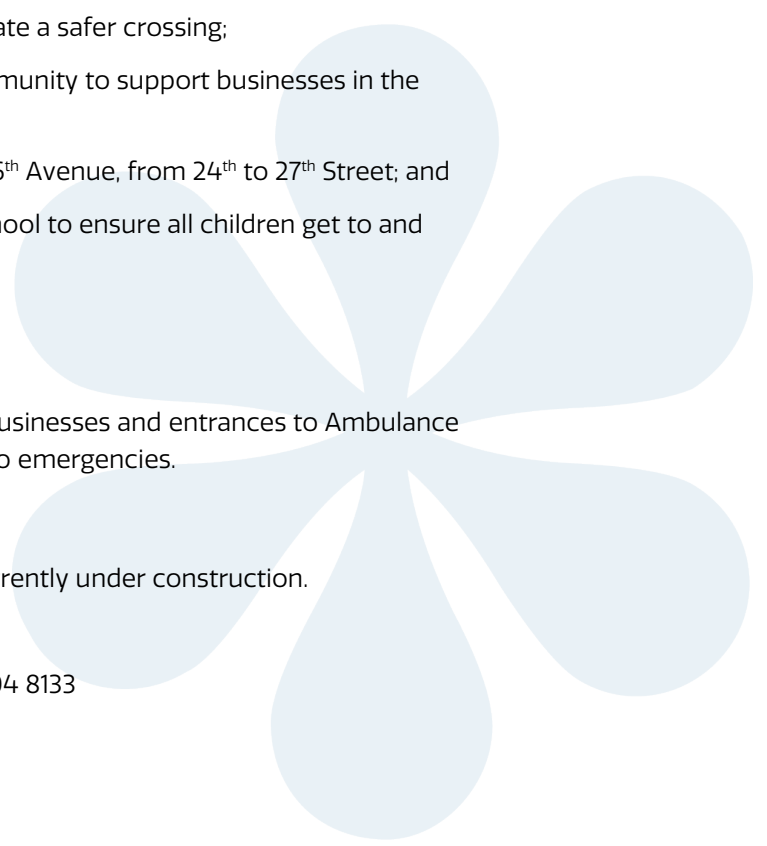 ate a safer crossing;
munity to support businesses in the
5th Avenue, from 24th to 27th Street; and
ool to ensure all children get to and
usinesses and entrances to Ambulance
o emergencies.
rently under construction.
04 8133